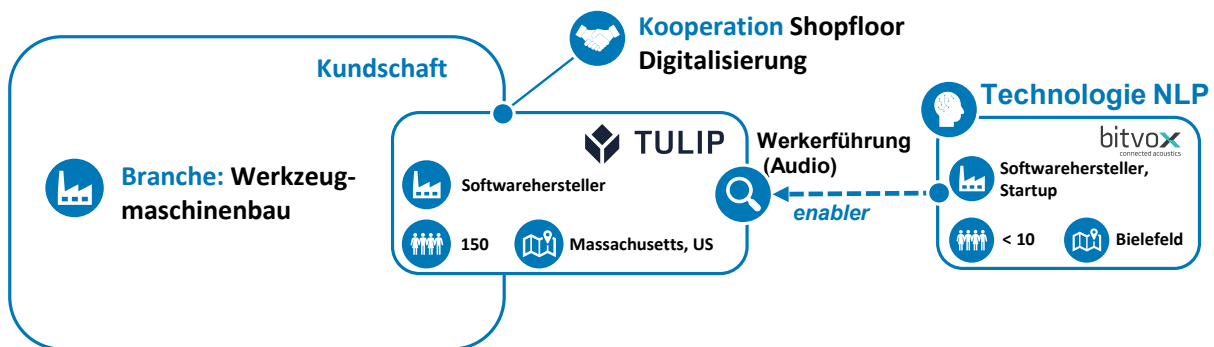 Kooperation Shopfloor
Digitalisierung
Kundschaft
Branche: Werkzeug-
maschinenbau
TULIP
Softwarehersteller
150
Massachusetts, US
Werkerführung
(Audio)
enabler
Technologie NLP
bitvox
connected acoustics
Softwarehersteller,
Startup
< 10
Bielefeld